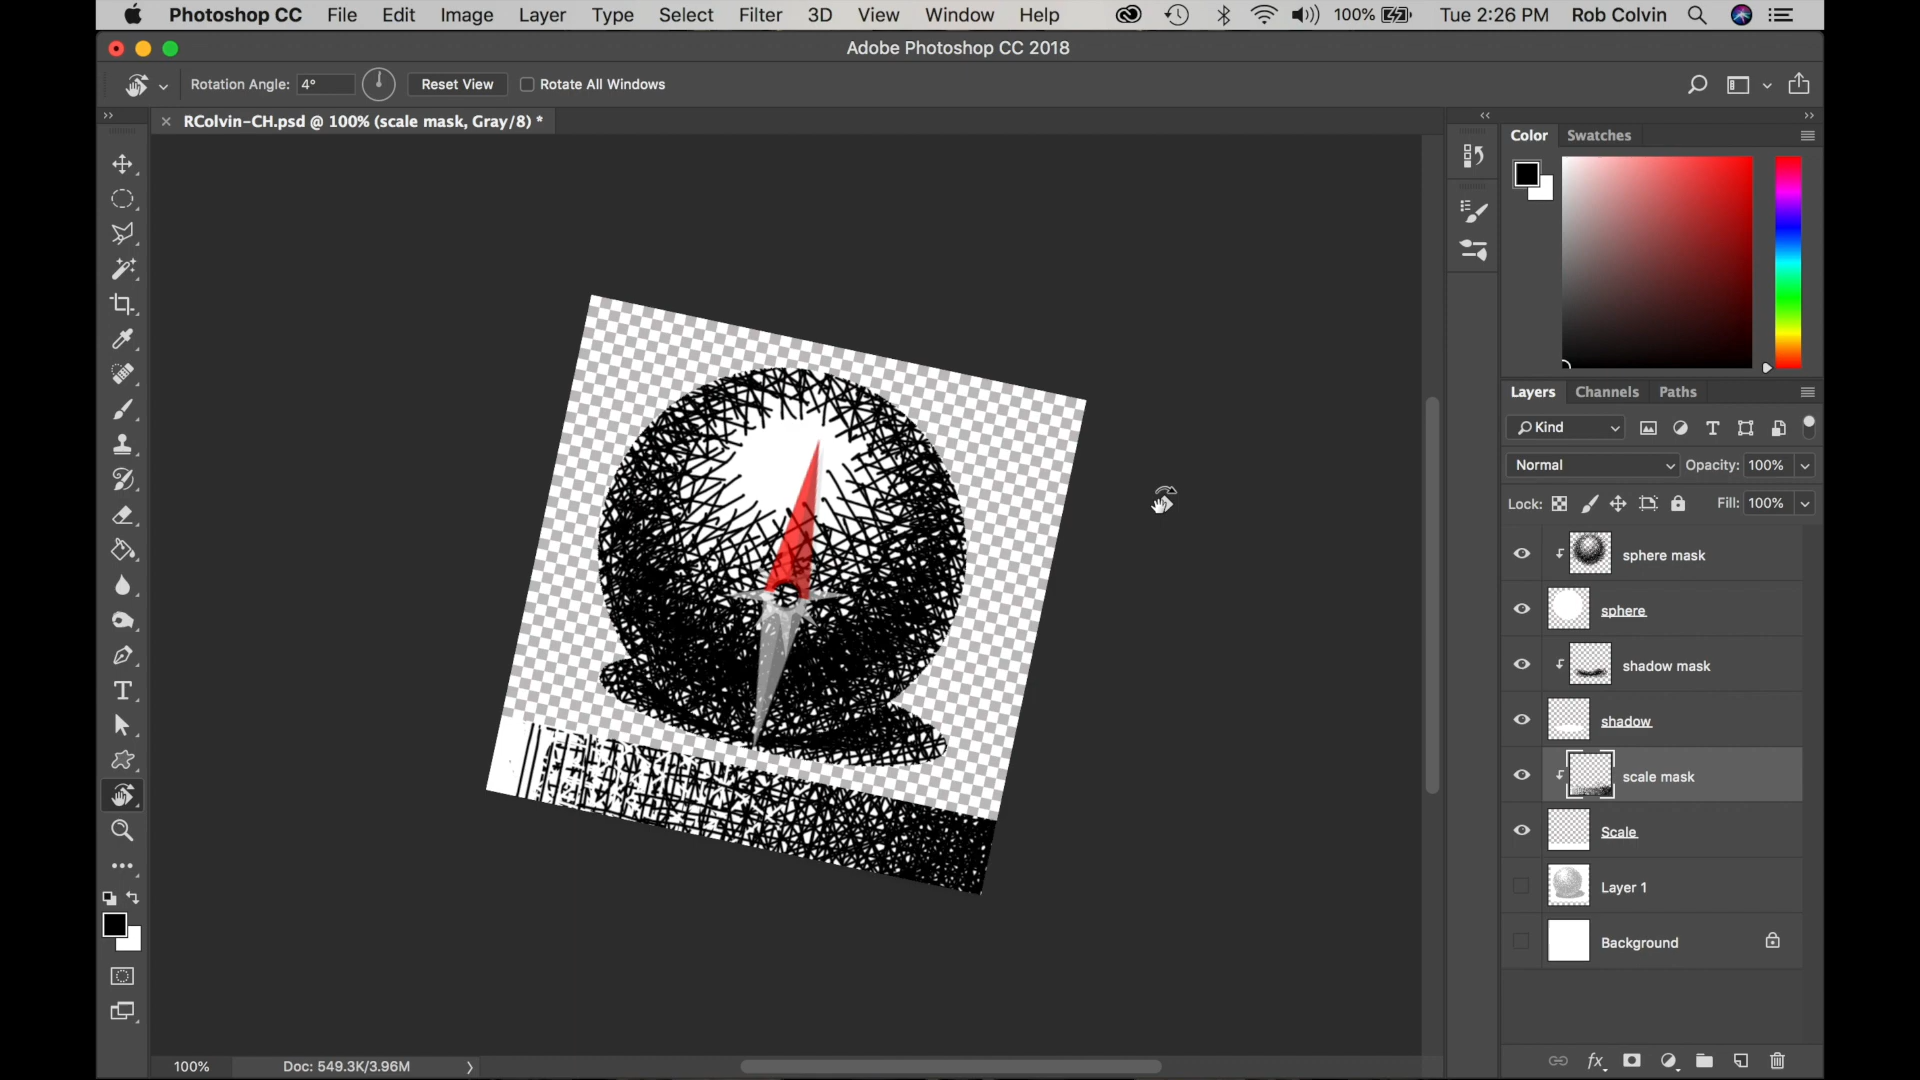 Photoshop CC File Edit Image Layer Type Select Filter 3D View Window Help 100% Tue 2:26 PM Rob Colvin
Adobe Photoshop CC 2018
Rotation Angle: 4° Reset View Rotate All Windows
RColvin-CH.psd @ 100% (scale mask, Gray/8) *
Color Swatches
Layers Channels Paths
Kind
Normal Opacity: 100%
Lock: Fill: 100%
sphere mask
sphere
shadow mask
shadow
scale mask
Scale
Layer 1
Background
100% Doc: 549.3K/3.96M